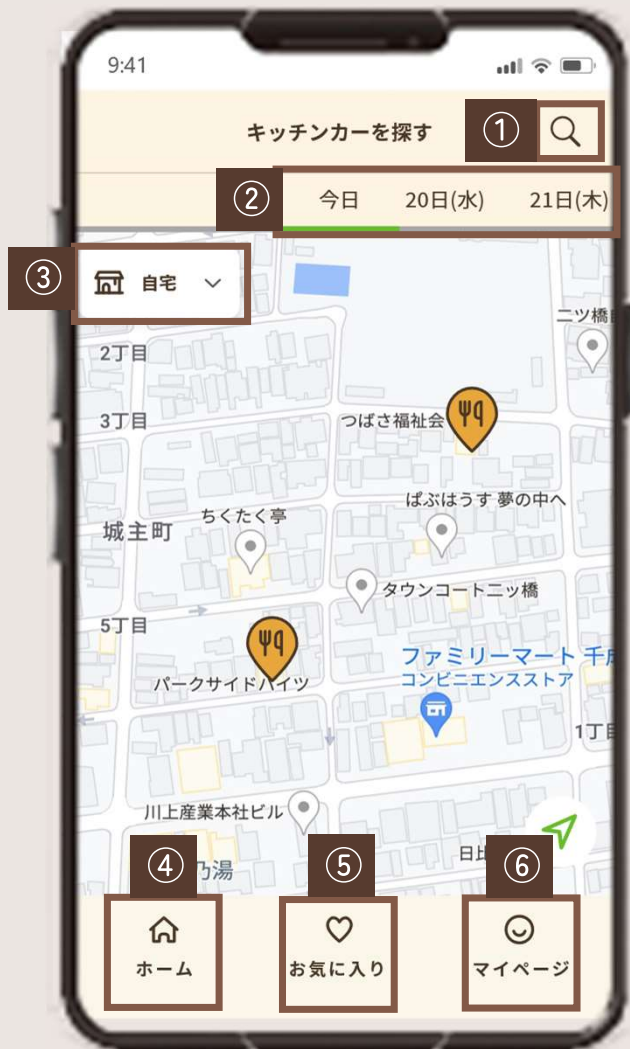 9:41
キッチンカーを探す
①
②
今日 20日(水) 21日(木)
③
自宅
二ツ橋
2丁目
3丁目
つばさ福祉会
ぱぶはうす 夢の中へ
ちくたく亭
城主町
タウンコートニッ橋
5丁目
ファミリーマート 千
コンビニエンスストア
パークサイドハイツ
1丁目
川上産業本社ビル
乃湯
日比
④
⑤
⑥
ホーム
お気に入り
マイページ